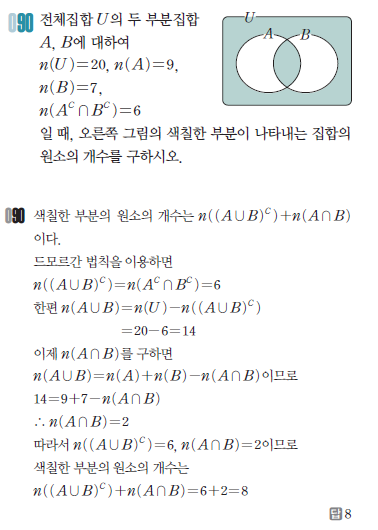 090 전체집합 U의 두 부분집합
A, B에 대하여
n(U)=20, n(A)=9,
n(B)=7,
n(Aᶜ∩Bᶜ)=6
일 때, 오른쪽 그림의 색칠한 부분이 나타내는 집합의
원소의 개수를 구하시오.
U
A B
090 색칠한 부분의 원소의 개수는 n((A∪B)ᶜ)+n(A∩B)
이다.
드모르간 법칙을 이용하면
n((A∪B)ᶜ)=n(Aᶜ∩Bᶜ)=6
한편 n(A∪B)=n(U)-n((A∪B)ᶜ)
=20-6=14
이제 n(A∩B)를 구하면
n(A∪B)=n(A)+n(B)-n(A∩B)이므로
14=9+7-n(A∩B)
∴ n(A∩B)=2
따라서 n((A∪B)ᶜ)=6, n(A∩B)=2이므로
색칠한 부분의 원소의 개수는
n((A∪B)ᶜ)+n(A∩B)=6+2=8
답 8